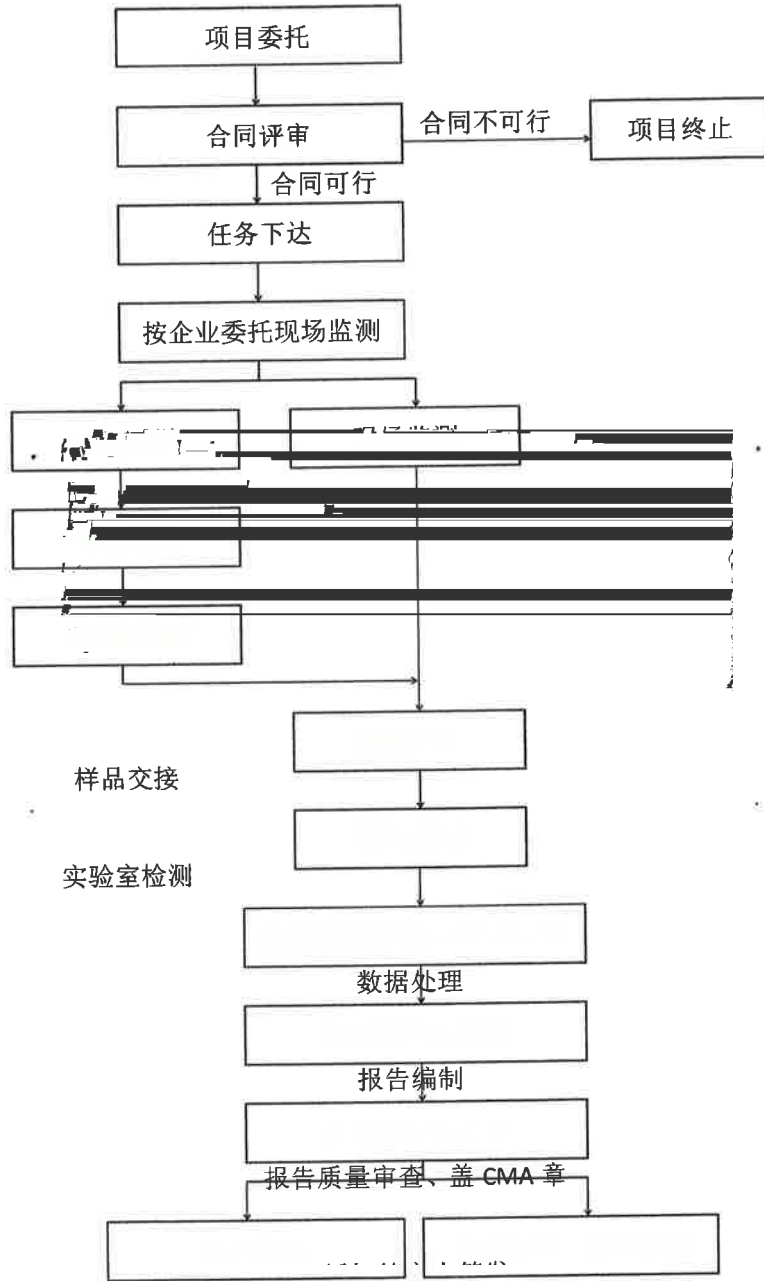 项目委托
合同评审
合同不可行
项目终止
合同可行
任务下达
按企业委托现场监测
样品交接
实验室检测
数据处理
报告编制
报告质量审查、盖 CMA 章